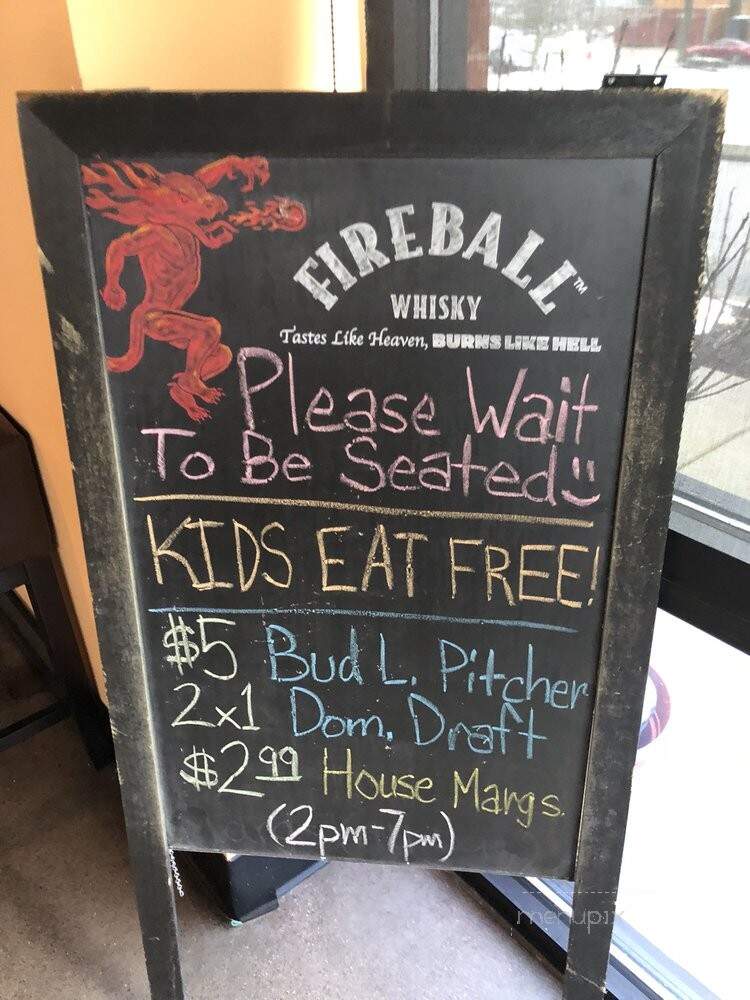 FIREBALL™
WHISKY
Tastes Like Heaven, BURNS LIKE HELL
Please Wait
To Be Seated
KIDS EAT FREE!
$5 Bud L. Pitcher
2x1 Dom. Draft
$2.99 House Margs.
(2pm-7pm)
menupix